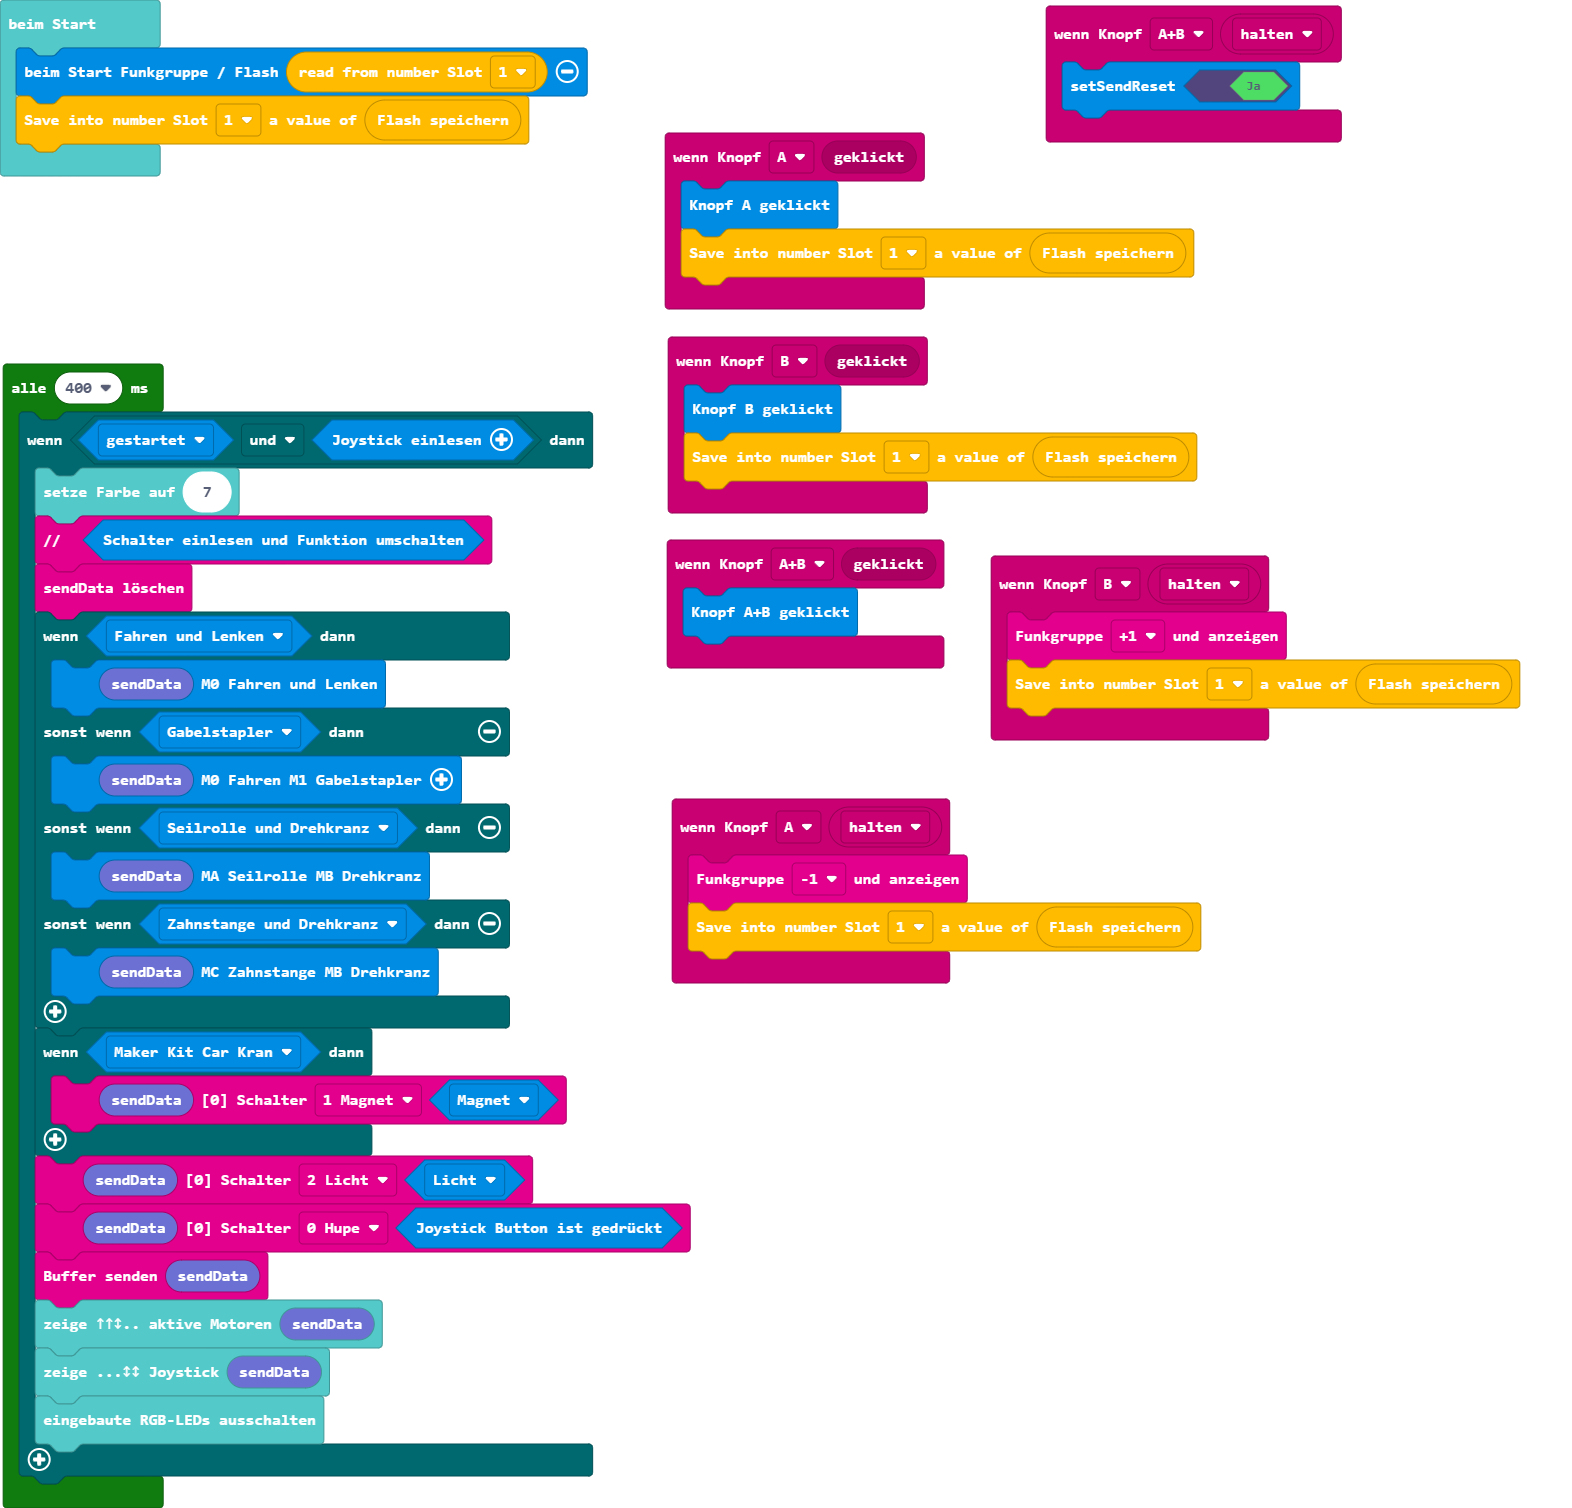 beim Start
beim Start Funkgruppe / Flash read from number Slot 1
Save into number Slot 1 a value of Flash speichern
wenn Knopf A+B halten
setSendReset Ja
wenn Knopf A geklickt
Knopf A geklickt
Save into number Slot 1 a value of Flash speichern
wenn Knopf B geklickt
Knopf B geklickt
Save into number Slot 1 a value of Flash speichern
wenn Knopf A+B geklickt
Knopf A+B geklickt
wenn Knopf B halten
Funkgruppe +1 und anzeigen
Save into number Slot 1 a value of Flash speichern
wenn Knopf A halten
Funkgruppe -1 und anzeigen
Save into number Slot 1 a value of Flash speichern
alle 400 ms
wenn gestartet und Joystick einlesen dann
setze Farbe auf 7
// Schalter einlesen und Funktion umschalten
sendData löschen
wenn Fahren und Lenken dann
sendData M0 Fahren und Lenken
sonst wenn Gabelstapler dann
sendData M0 Fahren M1 Gabelstapler
sonst wenn Seilrolle und Drehkranz dann
sendData MA Seilrolle MB Drehkranz
sonst wenn Zahnstange und Drehkranz dann
sendData MC Zahnstange MB Drehkranz
wenn Maker Kit Car Kran dann
sendData [0] Schalter 1 Magnet Magnet
sendData [0] Schalter 2 Licht Licht
sendData [0] Schalter 0 Hupe Joystick Button ist gedrückt
Buffer senden sendData
zeige ↑↑↕.. aktive Motoren sendData
zeige ...↕↕ Joystick sendData
eingebaute RGB-LEDs ausschalten